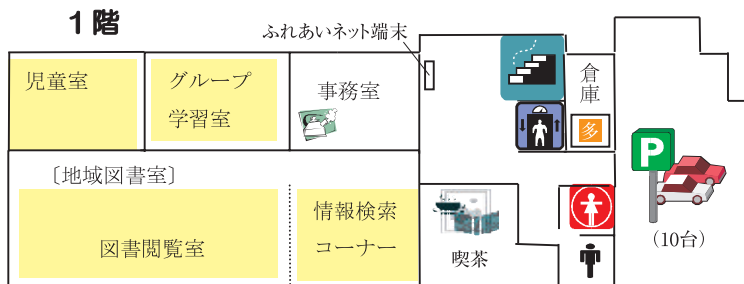 1階
ふれあいネット端末
児童室
グループ
学習室
事務室
倉
庫
多
P
〔地域図書室〕
図書閲覧室
情報検索
コーナー
喫茶
(10台)